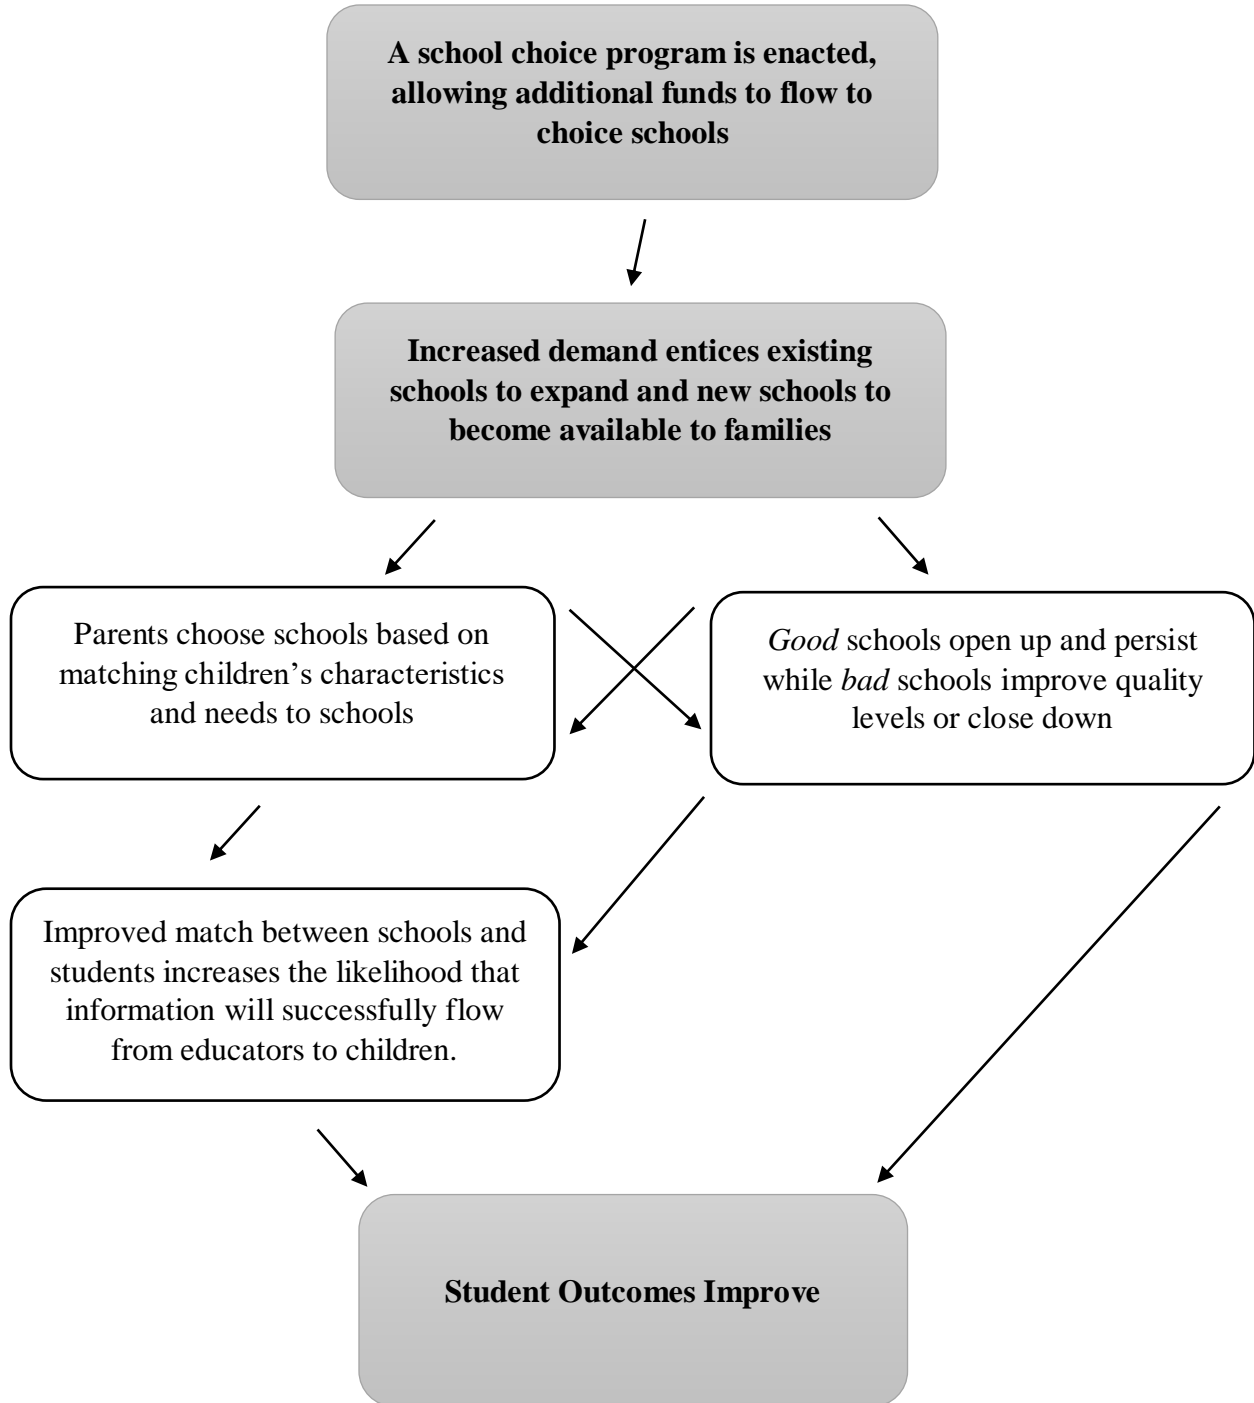 A school choice program is enacted,
allowing additional funds to flow to
choice schools
Increased demand entices existing
schools to expand and new schools to
become available to families
Parents choose schools based on
matching children’s characteristics
and needs to schools
Good schools open up and persist
while bad schools improve quality
levels or close down
Improved match between schools and
students increases the likelihood that
information will successfully flow
from educators to children.
Student Outcomes Improve